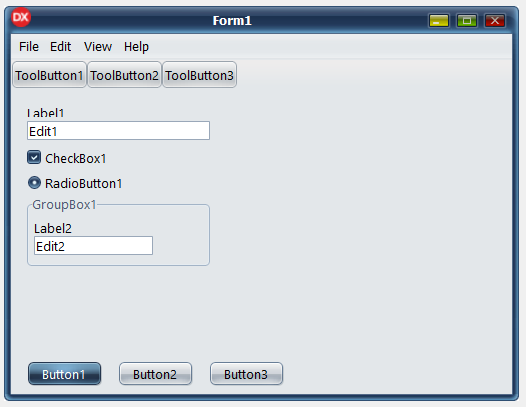 DX Form1
File Edit View Help
ToolButton1 ToolButton2 ToolButton3
Label1
Edit1
CheckBox1
RadioButton1
GroupBox1
Label2
Edit2
Button1 Button2 Button3